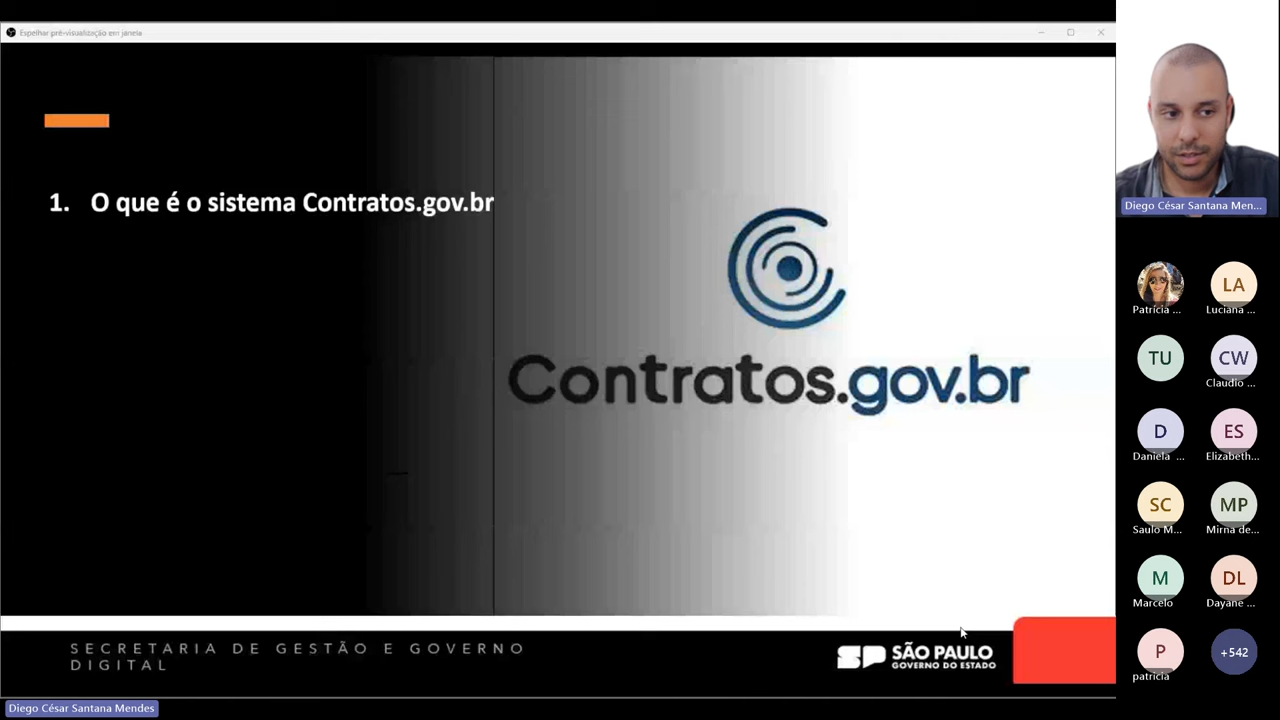 Espelhar pré-visualização em janela
1. O que é o sistema Contratos.gov.br
Contratos.gov.br
SECRETARIA DE GESTÃO E GOVERNO
DIGITAL
SP SÃO PAULO
GOVERNO DO ESTADO
Diego César Santana Mendes
Diego César Santana Men...
Patrícia ...
LA
Luciana ...
TU
CW
Claudio ...
D
Daniela ...
ES
Elizabeth...
SC
Saulo M...
MP
Mirna de...
M
Marcelo
DL
Dayane ...
P
patricia
+542